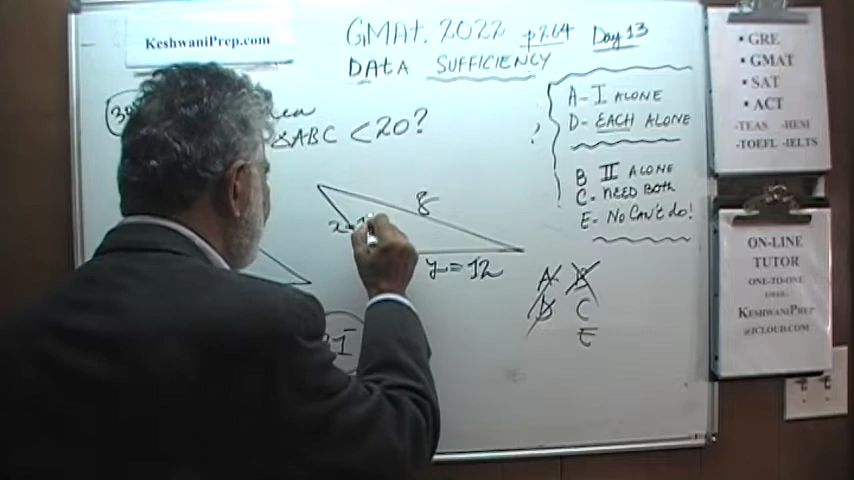 KeshwaniPrep.com
GMAt. 2022 p264 Day 13
DAtA SUFFICIENCY
ABC < 20?
8
y = 12
A - I ALONE
D - EACH ALONE
B II ALONE
C - NEED BOTH
E - No CAN't do!
A B
D C
E
• GRE
• GMAT
• SAT
• ACT
-TEAS -HESI
-TOEFL -IELTS
ON-LINE
TUTOR
ONE-TO-ONE
EMAIL:
KESHWANIPREP
@ICLOUD.COM